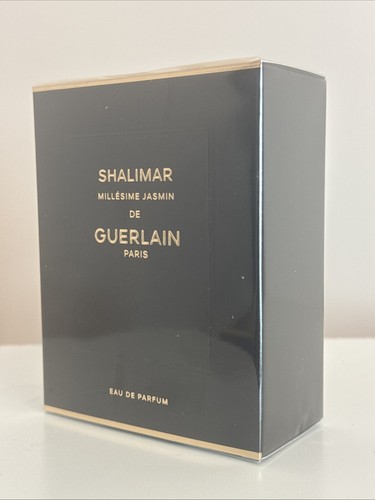 SHALIMAR
MILLÉSIME JASMIN
DE
GUERLAIN
PARIS
EAU DE PARFUM